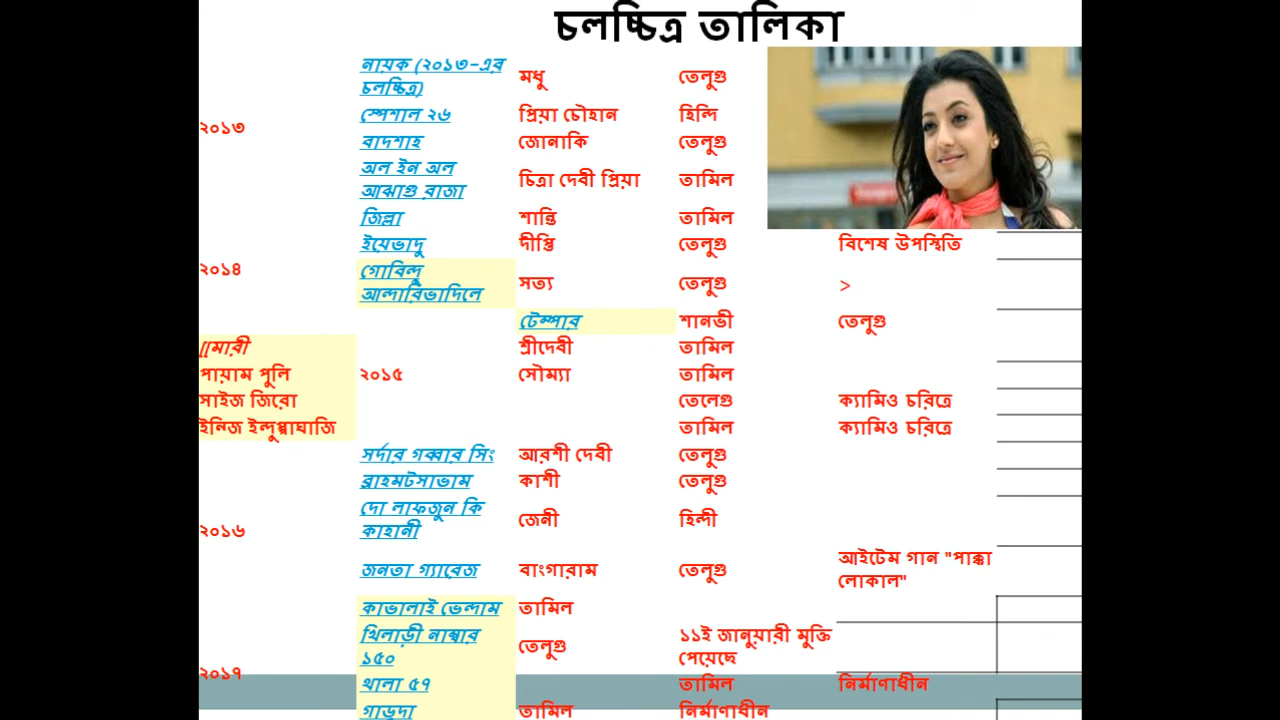 চলচ্চিত্র তালিকা
২০১৩
নায়ক (২০১৩-এর
চলচ্চিত্র)
মধু
তেলুগু
স্পেশাল ২৬
প্রিয়া চৌহান
হিন্দি
বাদশাহ
জোনাকি
তেলুগু
অল ইন অল
আঝাগু রাজা
চিত্রা দেবী প্রিয়া
তামিল
২০১৪
জিল্লা
শান্তি
তামিল
ইয়েভাদু
দীপ্তি
তেলুগু
বিশেষ উপস্থিতি
গোবিন্দু
আন্দারিভাদিলে
সত্য
তেলুগু
>
টেম্পার
শানভী
তেলুগু
[[মারী
শ্রীদেবী
তামিল
পায়াম পুলি
২০১৫
সৌম্যা
তামিল
সাইজ জিরো
তেলেগু
ক্যামিও চরিত্রে
ইনিজ ইন্দুপ্পাঘাজি
তামিল
ক্যামিও চরিত্রে
২০১৬
সর্দার গব্বার সিং
আরশী দেবী
তেলুগু
ব্রাহমটসাভাম
কাশী
তেলুগু
দো লাফজুন কি
কাহানী
জেনী
হিন্দী
জনতা গ্যারেজ
বাংগারাম
তেলুগু
আইটেম গান "পাক্কা
লোকাল"
কাভালাই ভেন্দাম
তামিল
২০১৭
খিলাড়ী নাম্বার
১৫০
তেলুগু
১১ই জানুয়ারী মুক্তি
পেয়েছে
থালা ৫৭
তামিল
নির্মাণাধীন
গাড়ুদা
তামিল
নির্মাণাধীন